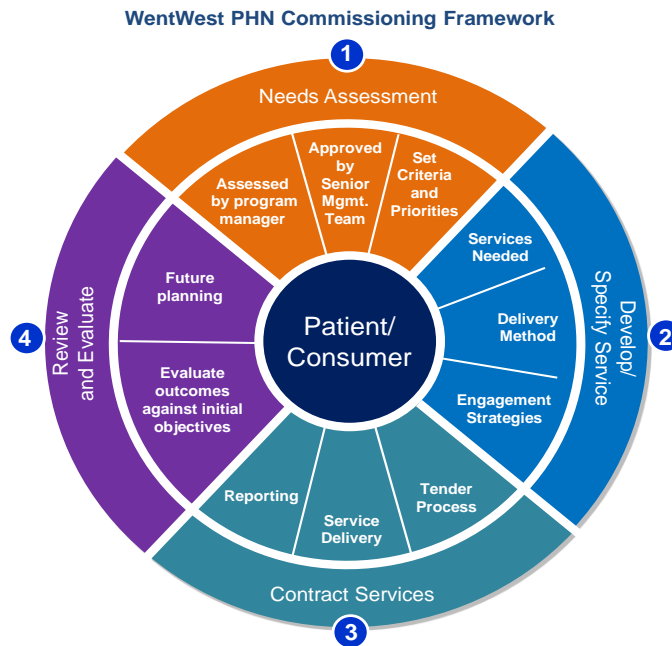 WentWest PHN Commissioning Framework
1
Needs Assessment
Assessed
by program
manager
Approved
by
Senior
Mgmt.
Team
Set
Criteria
and
Priorities
Services
Needed
Delivery
Method
Engagement
Strategies
Develop/
Specify Service
2
Tender
Process
Service
Delivery
Reporting
Contract Services
3
Evaluate
outcomes
against initial
objectives
Future
planning
Review
and Evaluate
4
Patient/
Consumer